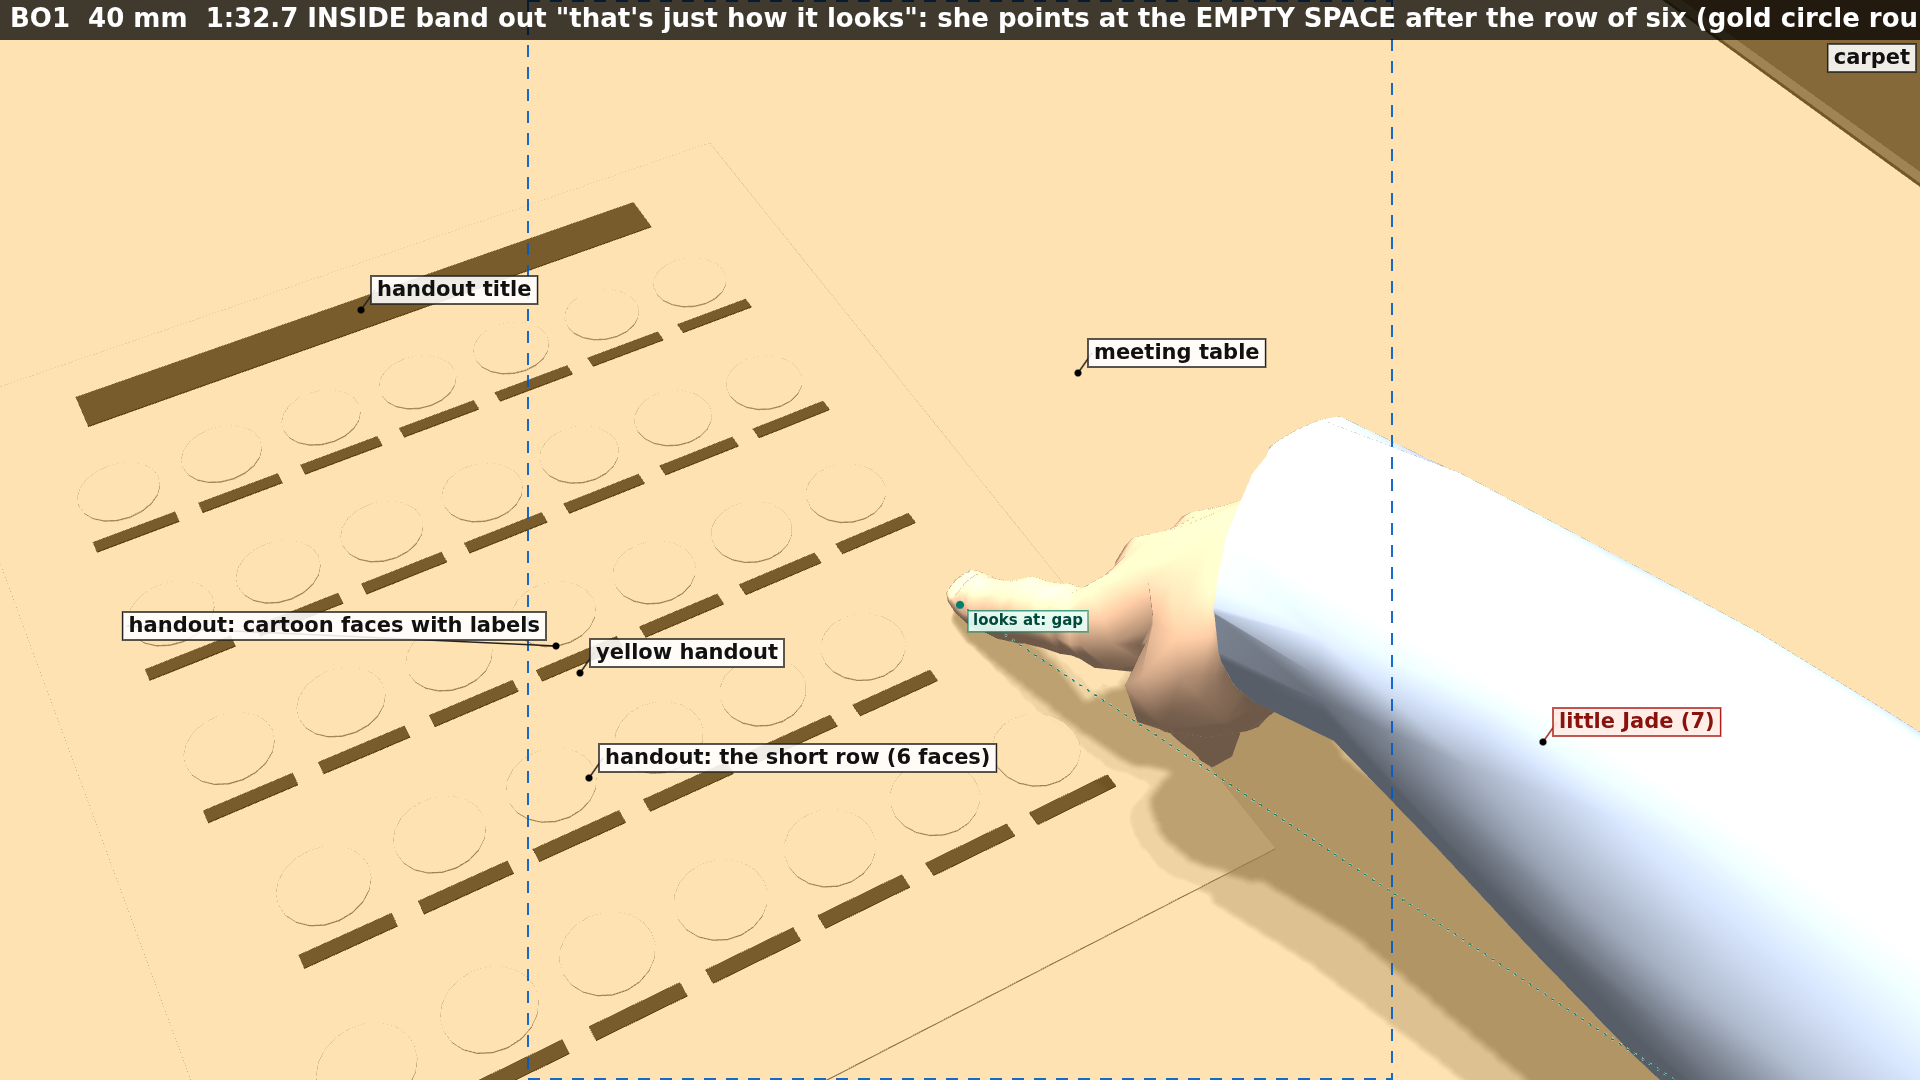 BO1 40 mm 1:32.7 INSIDE band out "that's just how it looks": she points at the EMPTY SPACE after the row of six (gold circle rou
carpet
handout title
meeting table
looks at: gap
handout: cartoon faces with labels
yellow handout
little Jade (7)
handout: the short row (6 faces)